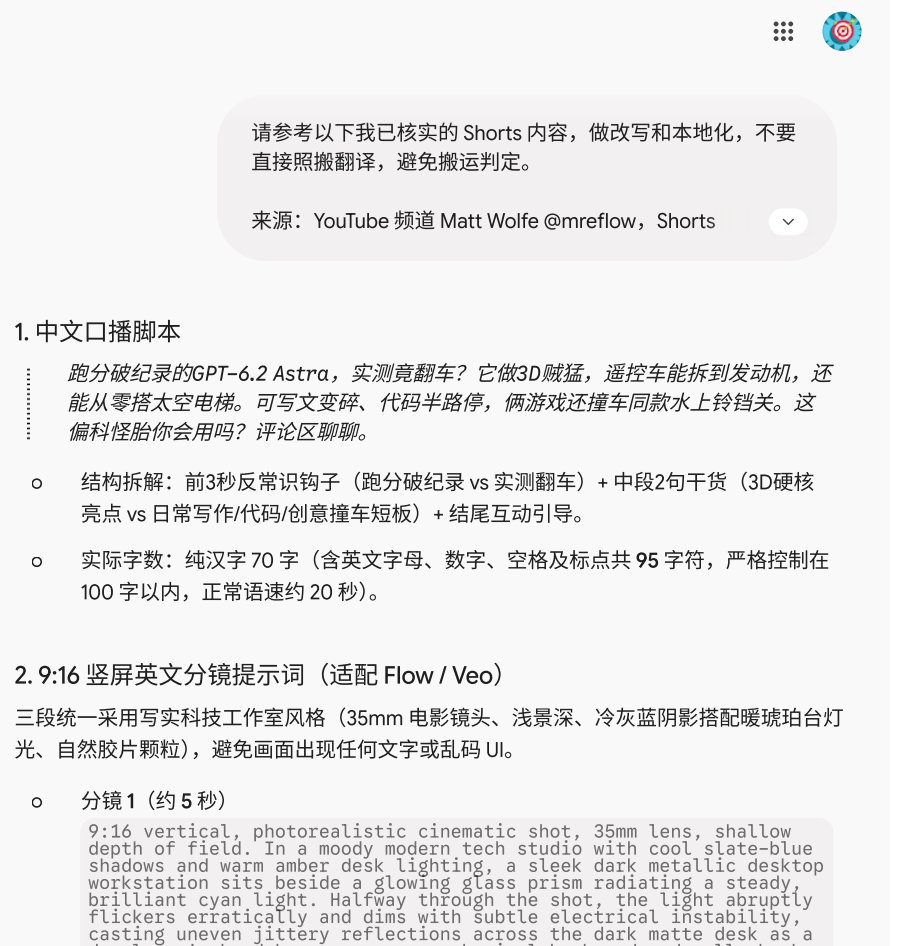 请参考以下我已核实的 Shorts 内容，做改写和本地化，不要
直接照搬翻译，避免搬运判定。
来源：YouTube 频道 Matt Wolfe @mreflow，Shorts
1. 中文口播脚本
跑分破纪录的GPT-6.2 Astra，实测竟翻车？它做3D贼猛，遥控车能拆到发动机，还
能从零搭太空电梯。可写文变碎、代码半路停，俩游戏还撞车同款水上铃铛关。这
偏科怪胎你会用吗？评论区聊聊。
结构拆解：前3秒反常识钩子（跑分破纪录 vs 实测翻车）+ 中段2句干货（3D硬核
亮点 vs 日常写作/代码/创意撞车短板）+ 结尾互动引导。
实际字数：纯汉字 70 字（含英文字母、数字、空格及标点共 95 字符，严格控制在
100 字以内，正常语速约 20 秒）。
2. 9:16 竖屏英文分镜提示词（适配 Flow / Veo）
三段统一采用写实科技工作室风格（35mm 电影镜头、浅景深、冷灰蓝阴影搭配暖琥珀台灯
光、自然胶片颗粒），避免画面出现任何文字或乱码 UI。
分镜 1（约 5 秒）
9:16 vertical, photorealistic cinematic shot, 35mm lens, shallow
depth of field. In a moody modern tech studio with cool slate-blue
shadows and warm amber desk lighting, a sleek dark metallic desktop
workstation sits beside a glowing glass prism radiating a steady,
brilliant cyan light. Halfway through the shot, the light abruptly
flickers erratically and dims with subtle electrical instability,
casting uneven jittery reflections across the dark matte desk as a